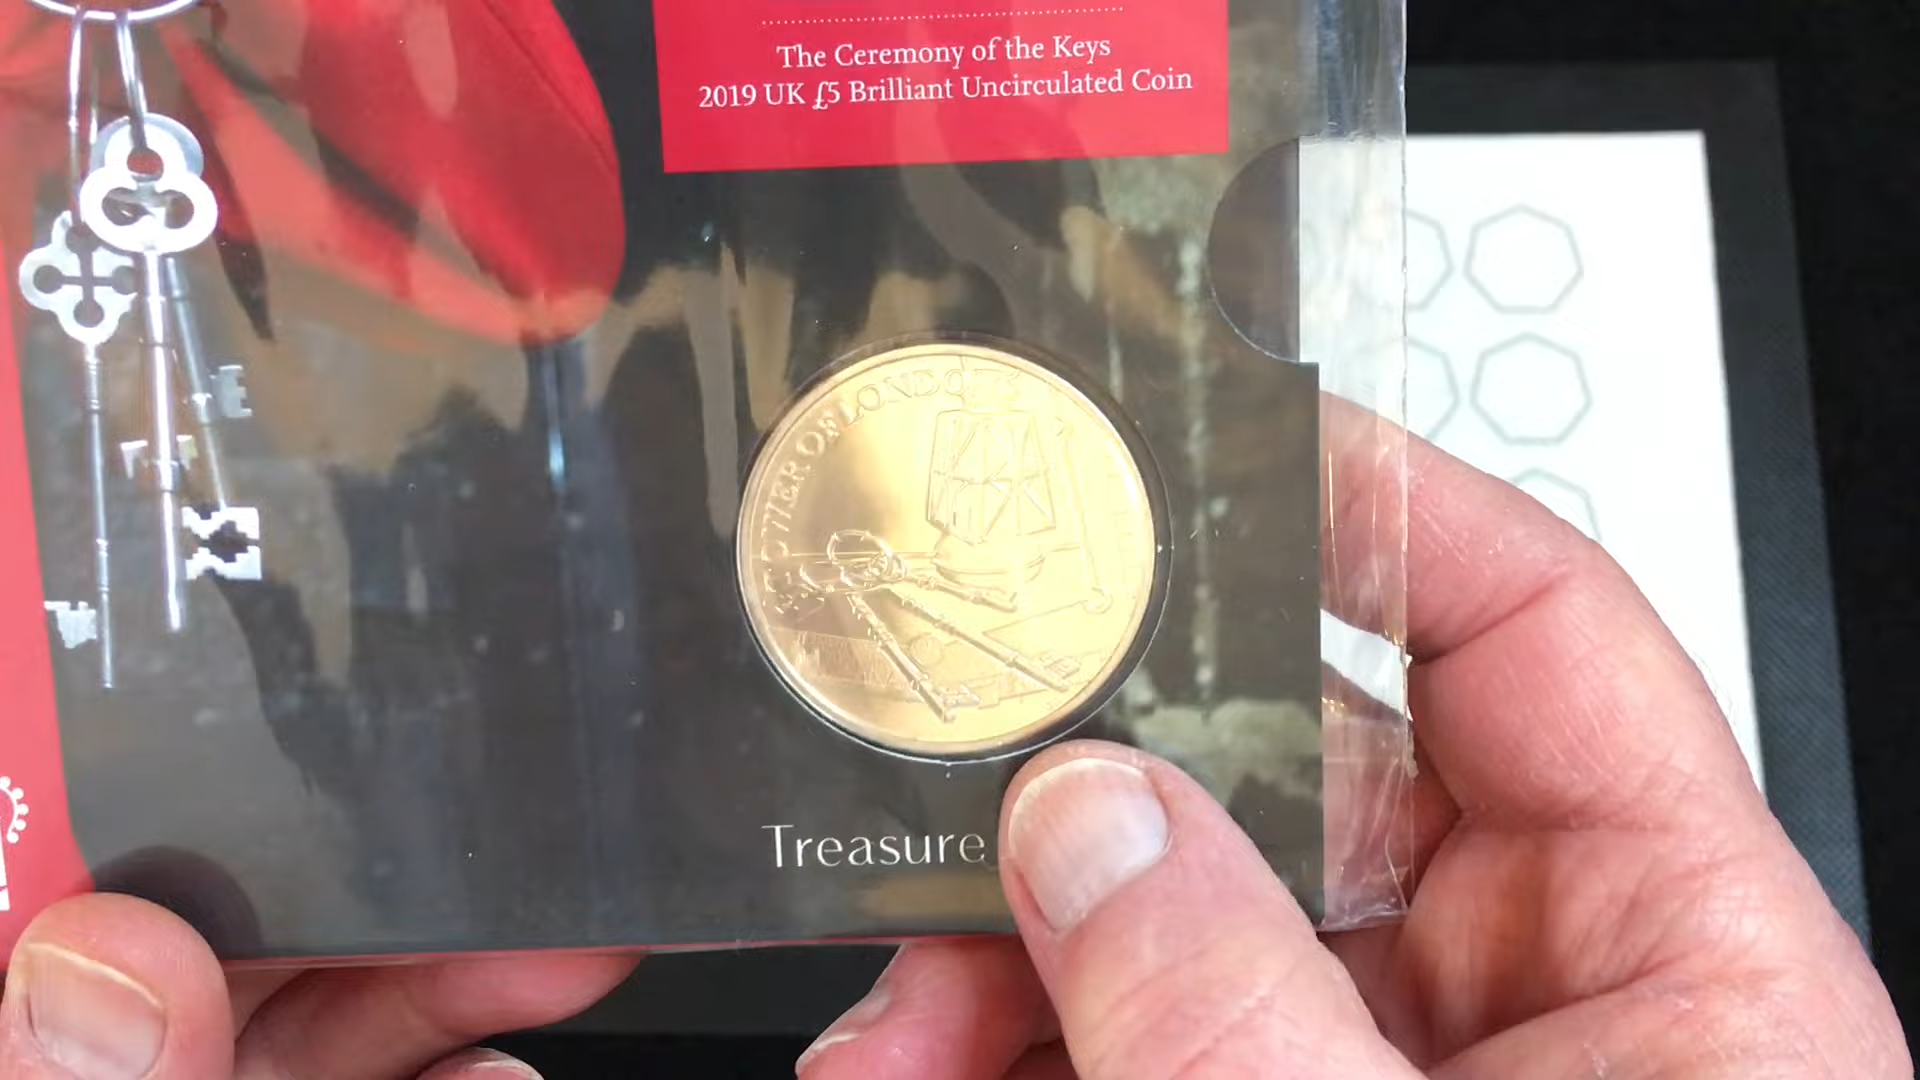 The Ceremony of the Keys
2019 UK £5 Brilliant Uncirculated Coin
TOWER OF LONDON
Treasure